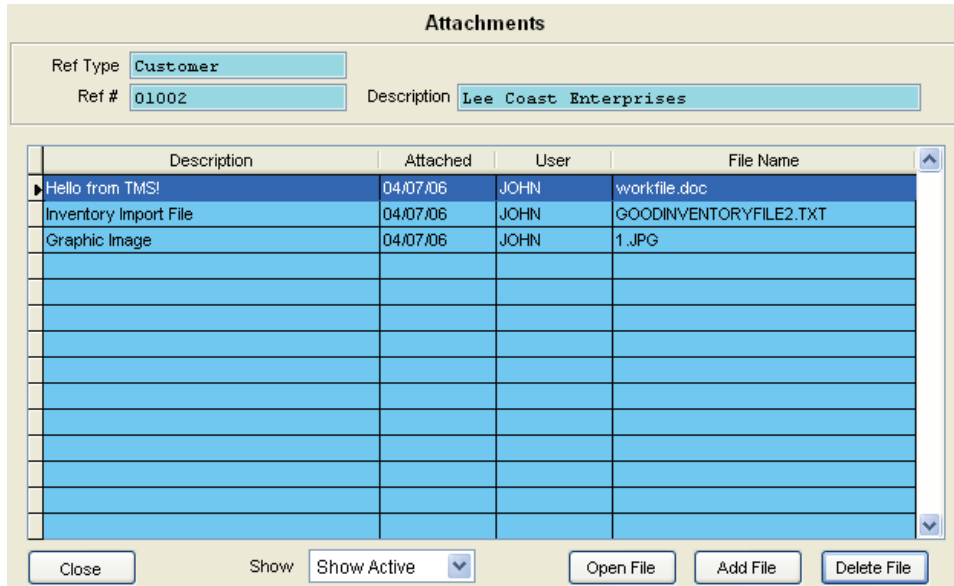 Attachments
Ref Type Customer
Ref # 01002 Description Lee Coast Enterprises
Description Attached User File Name
Hello from TMS! 04/07/06 JOHN workfile.doc
Inventory Import File 04/07/06 JOHN GOODINVENTORYFILE2.TXT
Graphic Image 04/07/06 JOHN 1.JPG
Close Show Show Active Open File Add File Delete File